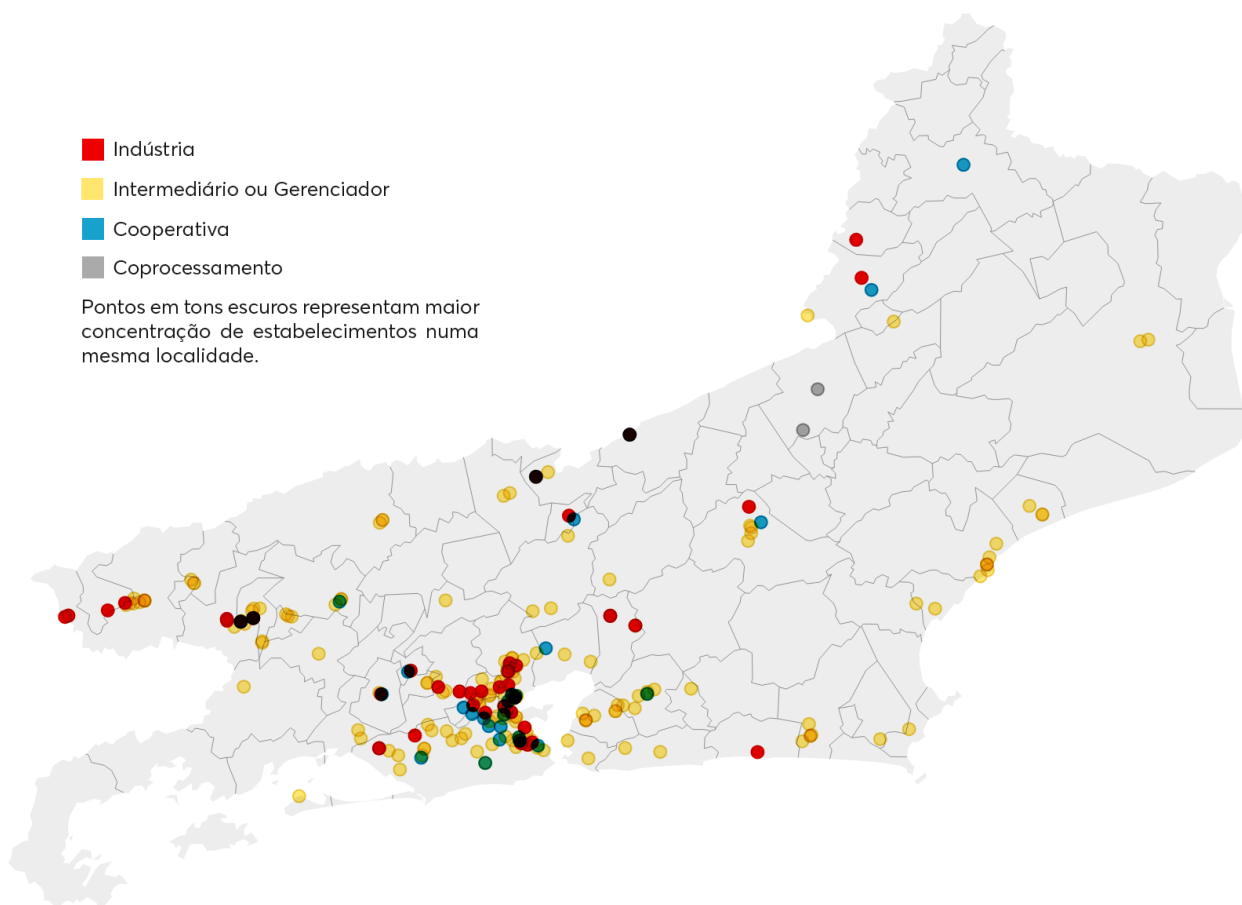 Indústria
Intermediário ou Gerenciador
Cooperativa
Coprocessamento
Pontos em tons escuros representam maior
concentração de estabelecimentos numa
mesma localidade.